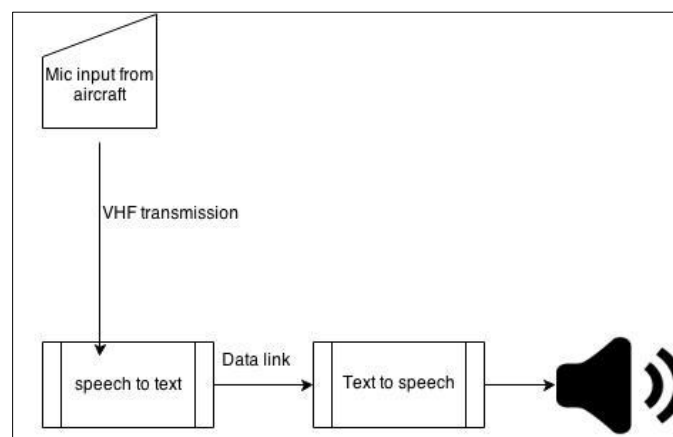 Mic input from
aircraft
VHF transmission
Data link
speech to text
Text to speech